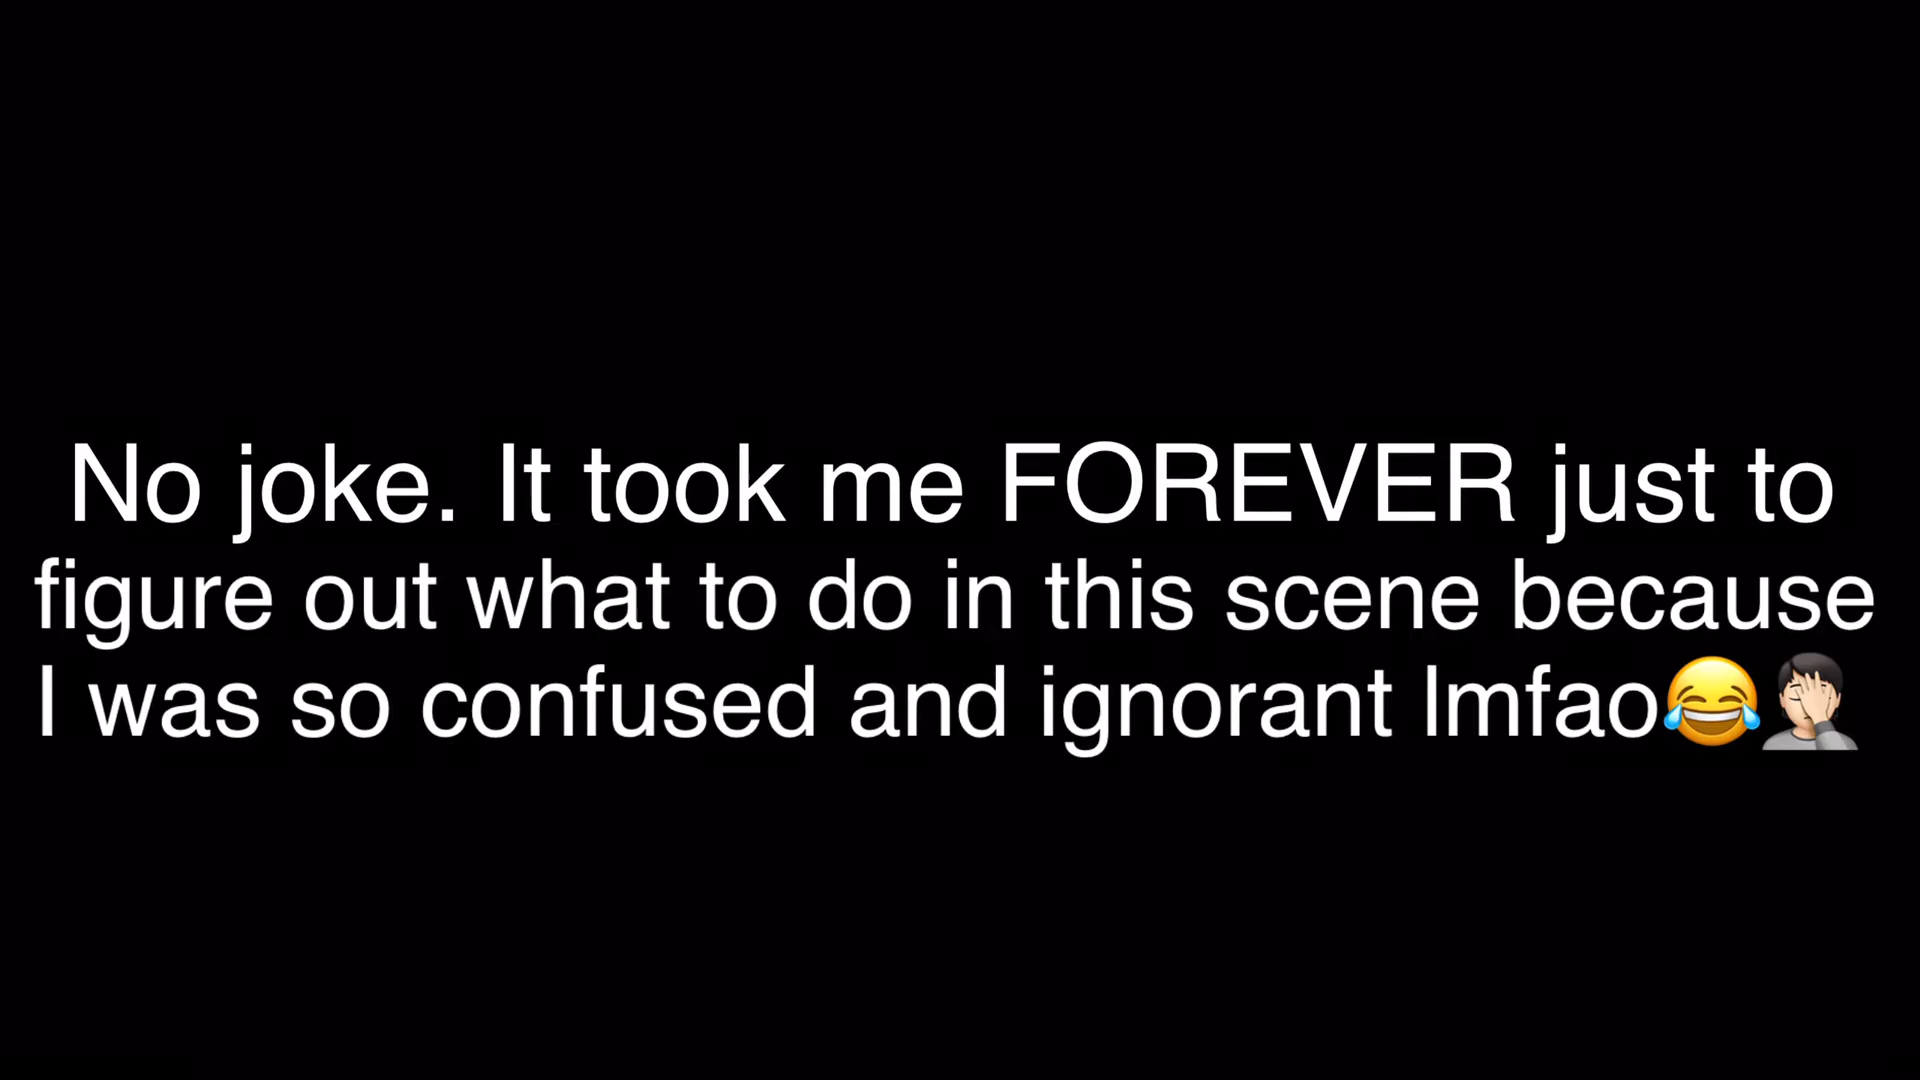 No joke. It took me FOREVER just to
figure out what to do in this scene because
I was so confused and ignorant lmfao😂🤦🏻